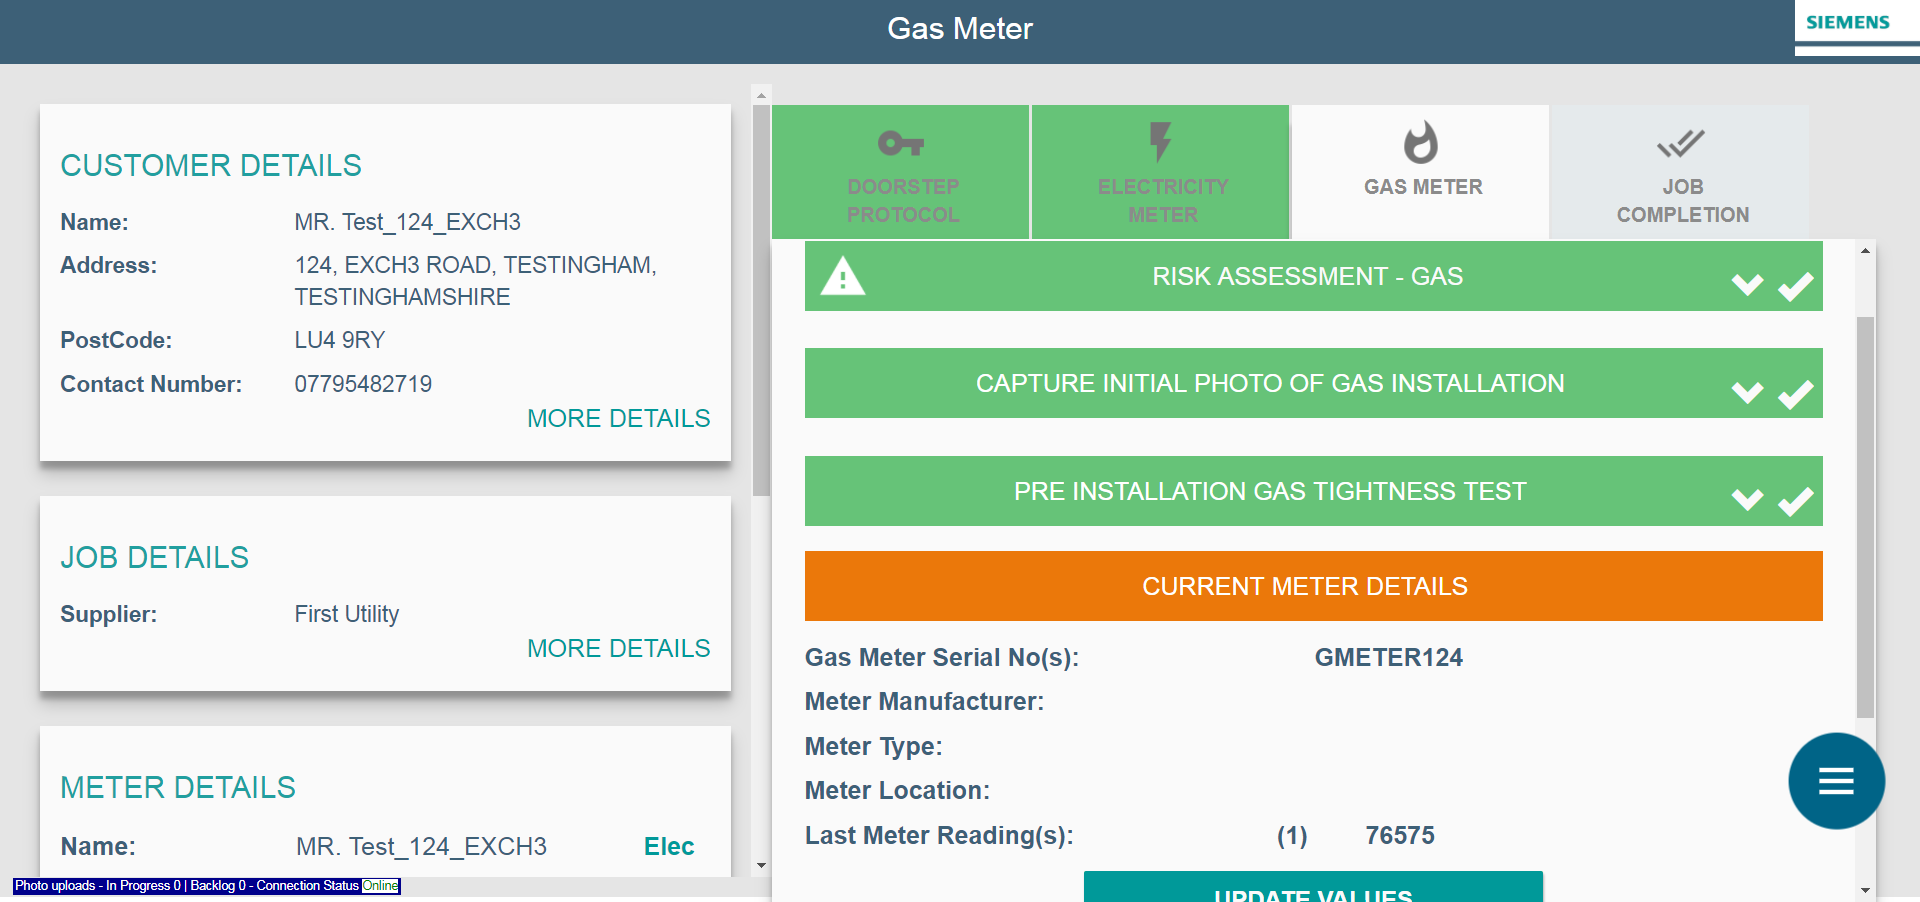 Gas Meter
SIEMENS
CUSTOMER DETAILS
Name: MR. Test_124_EXCH3
Address: 124, EXCH3 ROAD, TESTINGHAM,
TESTINGHAMSHIRE
PostCode: LU4 9RY
Contact Number: 07795482719
MORE DETAILS
JOB DETAILS
Supplier: First Utility
MORE DETAILS
METER DETAILS
Name: MR. Test_124_EXCH3 Elec
Photo uploads - In Progress 0 | Backlog 0 - Connection Status Online
DOORSTEP
PROTOCOL
ELECTRICITY
METER
GAS METER
JOB
COMPLETION
RISK ASSESSMENT - GAS
CAPTURE INITIAL PHOTO OF GAS INSTALLATION
PRE INSTALLATION GAS TIGHTNESS TEST
CURRENT METER DETAILS
Gas Meter Serial No(s): GMETER124
Meter Manufacturer:
Meter Type:
Meter Location:
Last Meter Reading(s): (1) 76575
UPDATE VALUES